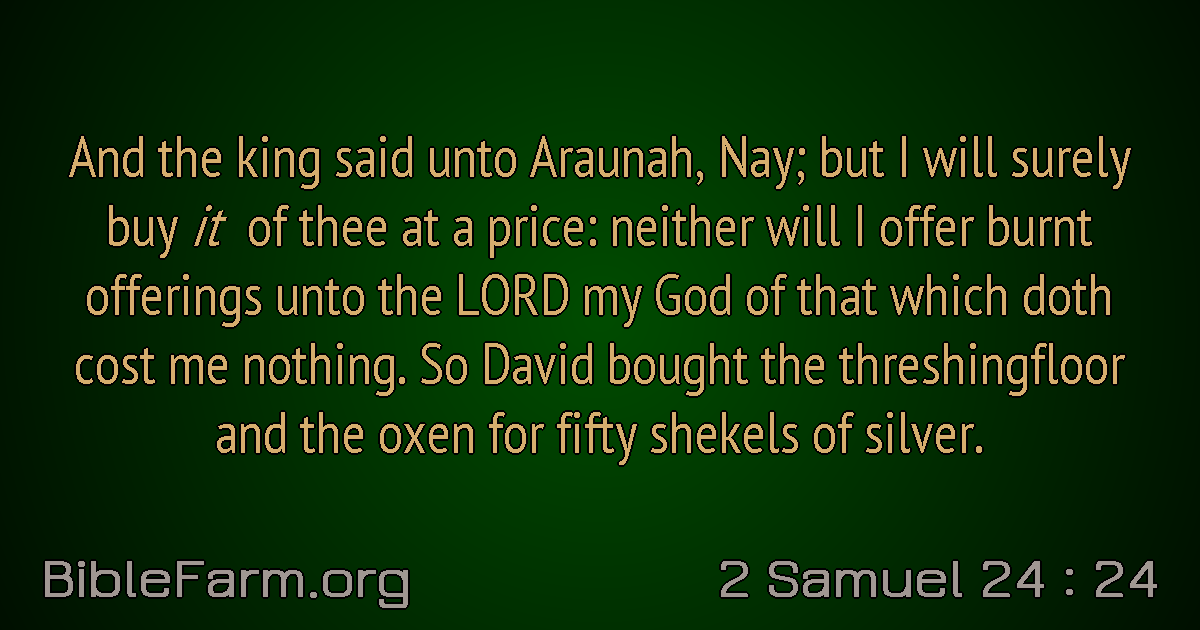 And the king said unto Araunah, Nay; but I will surely
buy it of thee at a price: neither will I offer burnt
offerings unto the LORD my God of that which doth
cost me nothing. So David bought the threshingfloor
and the oxen for fifty shekels of silver.
BibleFarm.org
2 Samuel 24 : 24